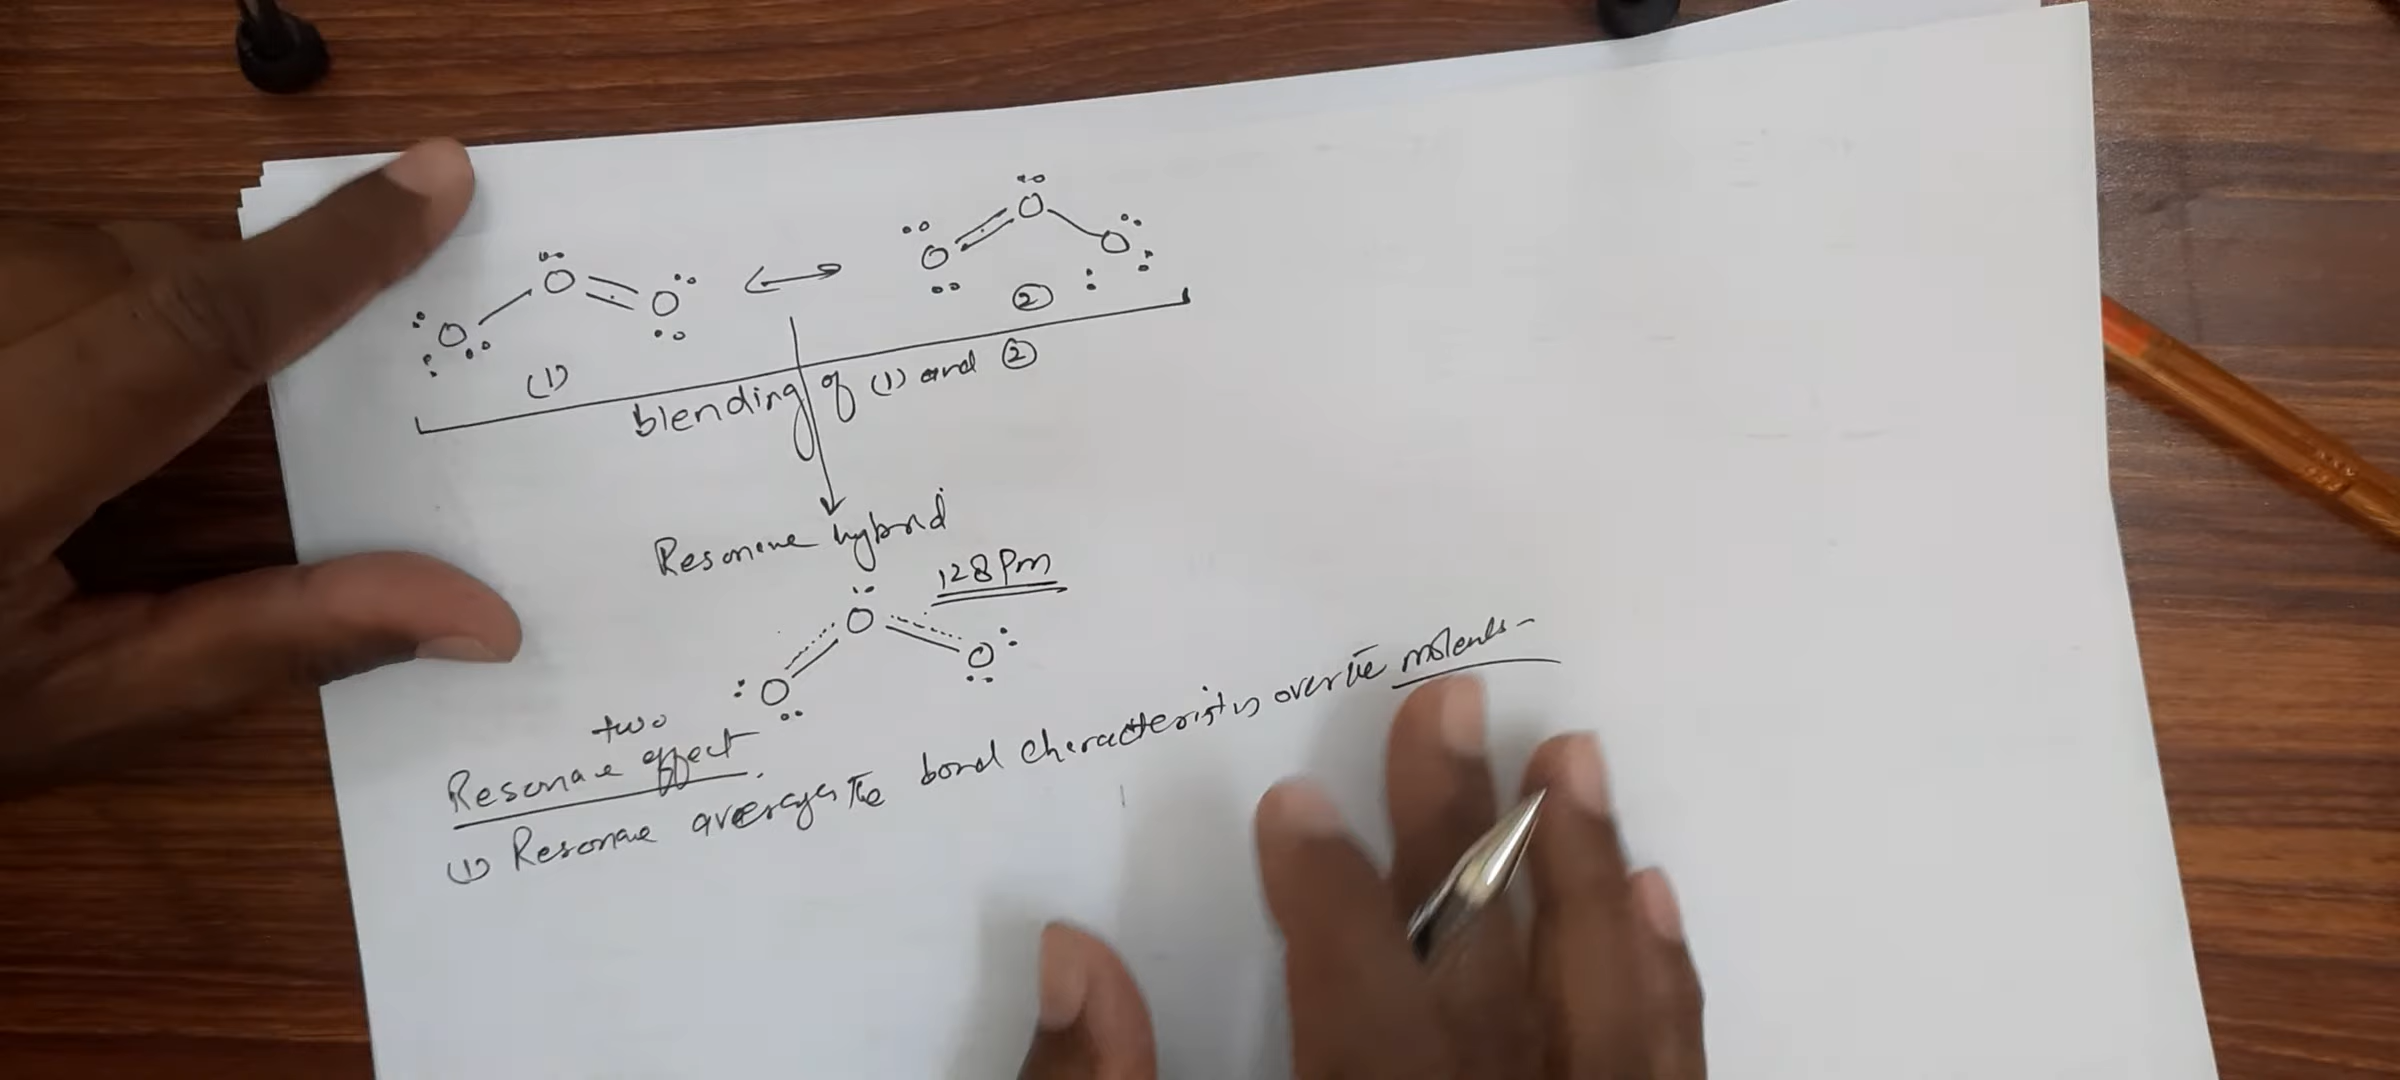 O O O ↔ O O O
(1) ②
blending of (1) and ②
Resonance hybrid
128 Pm
O O O
two
Resonance effect.
(1) Resonance averages the bond characteristics over the molecule-